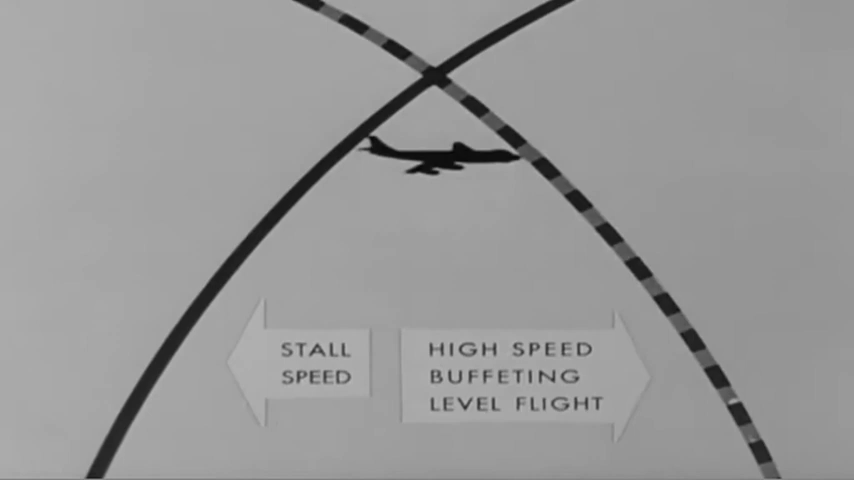 STALL
SPEED
HIGH SPEED
BUFFETING
LEVEL FLIGHT